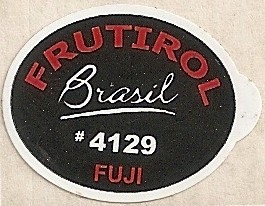 FRUTIROL
Brasil
#4129
FUJI